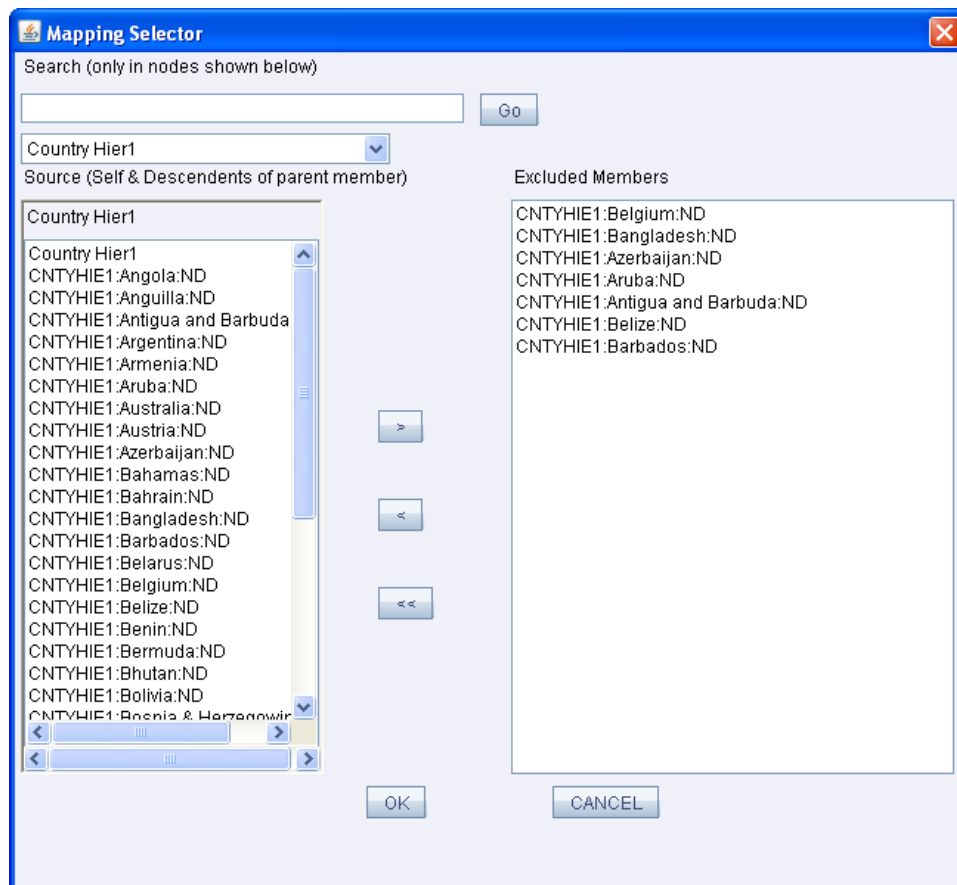 Mapping Selector
Search (only in nodes shown below)
Go
Country Hier1
Source (Self & Descendents of parent member)
Country Hier1
Country Hier1
CNTYHIE1:Angola:ND
CNTYHIE1:Anguilla:ND
CNTYHIE1:Antigua and Barbuda
CNTYHIE1:Argentina:ND
CNTYHIE1:Armenia:ND
CNTYHIE1:Aruba:ND
CNTYHIE1:Australia:ND
CNTYHIE1:Austria:ND
CNTYHIE1:Azerbaijan:ND
CNTYHIE1:Bahamas:ND
CNTYHIE1:Bahrain:ND
CNTYHIE1:Bangladesh:ND
CNTYHIE1:Barbados:ND
CNTYHIE1:Belarus:ND
CNTYHIE1:Belgium:ND
CNTYHIE1:Belize:ND
CNTYHIE1:Benin:ND
CNTYHIE1:Bermuda:ND
CNTYHIE1:Bhutan:ND
CNTYHIE1:Bolivia:ND
CNTYHIE1:Bosnia & Herzegowir
>
<
<<
Excluded Members
CNTYHIE1:Belgium:ND
CNTYHIE1:Bangladesh:ND
CNTYHIE1:Azerbaijan:ND
CNTYHIE1:Aruba:ND
CNTYHIE1:Antigua and Barbuda:ND
CNTYHIE1:Belize:ND
CNTYHIE1:Barbados:ND
OK
CANCEL